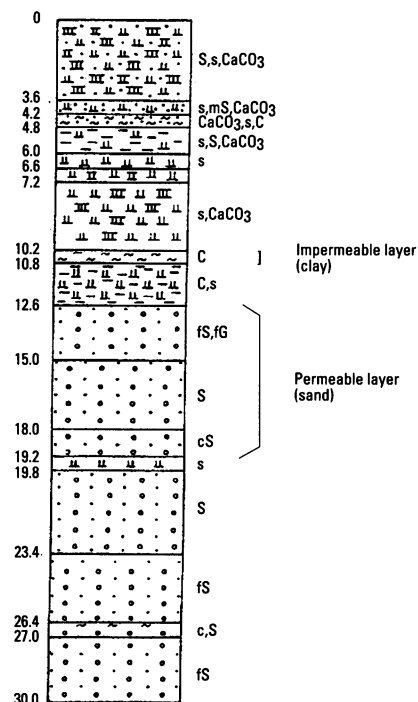 0
S,s,CaCO3
3.6
s,mS,CaCO3
4.2
CaCO3,s,C
4.8
s,S,CaCO3
6.0
s
6.6
7.2
s,CaCO3
10.2
C ] Impermeable layer
(clay)
10.8
C,s
12.6
fS,fG
15.0
S
Permeable layer
(sand)
18.0
cS
19.2
s
19.8
S
23.4
fS
26.4
c,S
27.0
fS
30.0